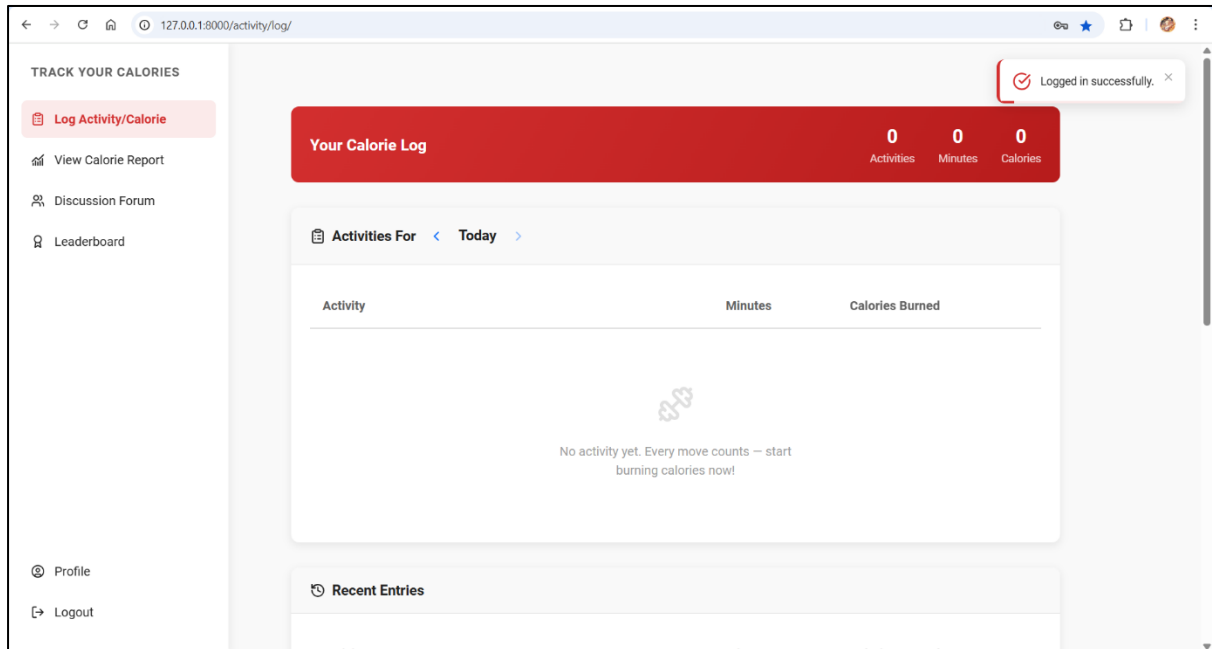 127.0.0.1:8000/activity/log/
TRACK YOUR CALORIES
Log Activity/Calorie
View Calorie Report
Discussion Forum
Leaderboard
Profile
Logout
Logged in successfully.
Your Calorie Log
0 0 0
Activities Minutes Calories
Activities For Today
Activity Minutes Calories Burned
No activity yet. Every move counts — start
burning calories now!
Recent Entries